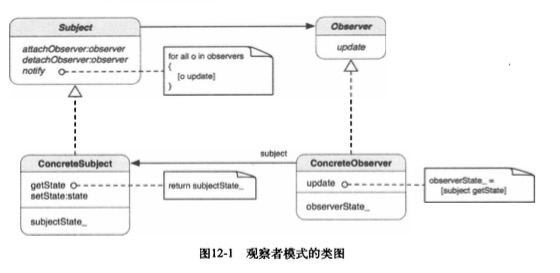 Subject
attachObserver:observer
detachObserver:observer
notify
for all o in observers
{
[o update]
}
Observer
update
subject
ConcreteSubject
getState
setState:state
subjectState_
return subjectState_
ConcreteObserver
update
observerState_
observerState_ =
[subject getState]
图12-1 观察者模式的类图